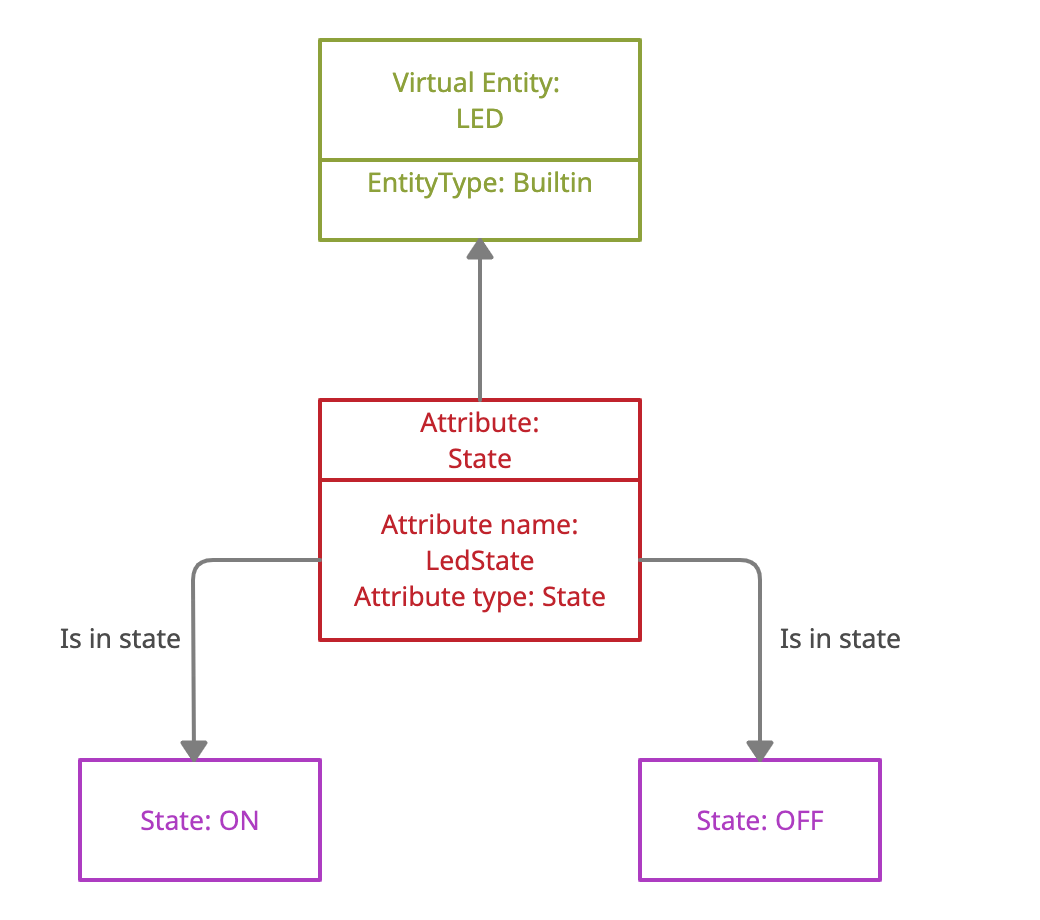 Virtual Entity:
LED
EntityType: Builtin
Attribute:
State
Attribute name:
LedState
Attribute type: State
Is in state
Is in state
State: ON
State: OFF